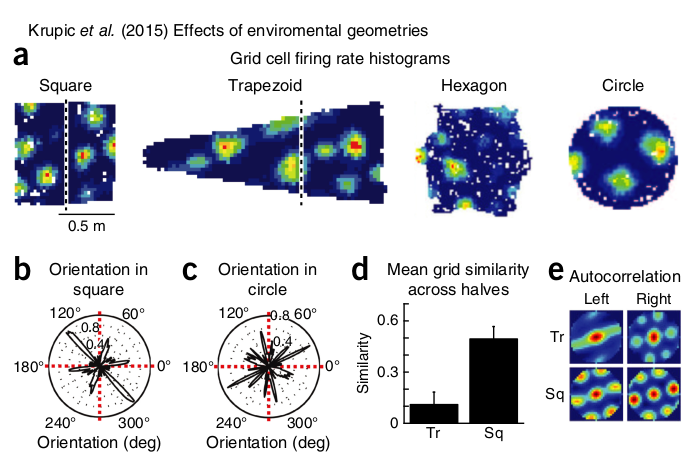 Krupic et al. (2015) Effects of enviromental geometries
a
Grid cell firing rate histograms
Square
Trapezoid
Hexagon
Circle
0.5 m
b
Orientation in
square
120°
60°
0.8
0.4
180°
0°
240°
300°
Orientation (deg)
c
Orientation in
circle
120°
0.8
60°
0.4
180°
0°
240°
300°
Orientation (deg)
d
Mean grid similarity
across halves
Similarity
0.6
0.3
0
Tr
Sq
e
Autocorrelation
Left
Right
Tr
Sq